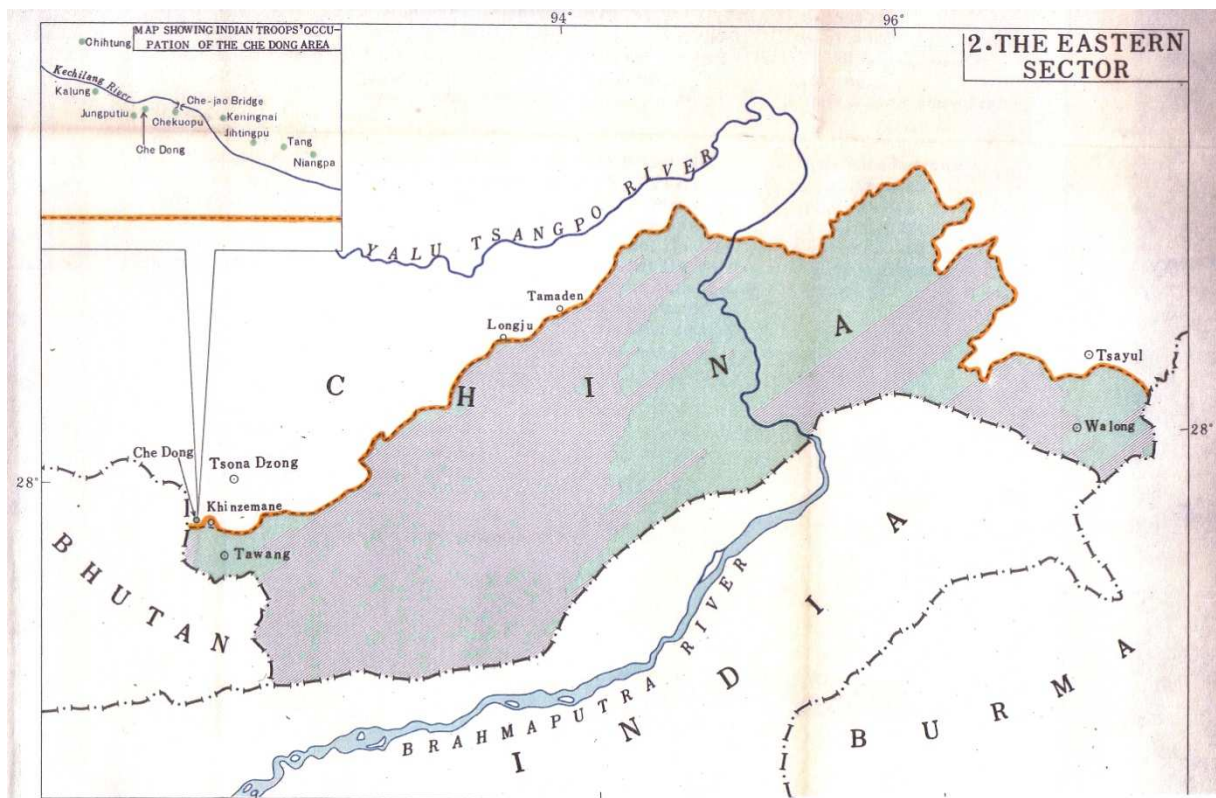 94°
96°
MAP SHOWING INDIAN TROOPS' OCCU-
PATION OF THE CHE DONG AREA
2. THE EASTERN
SECTOR
Chihtung
Kechilang River
Kalung
Che-jao Bridge
Jungputiu
Chekuopu
Keningnai
Jihtingpu
Tang
Che Dong
Niangpa
YALU TSANGPO RIVER
Tamaden
Longju
Tsayul
CHINA
Walong
28°
Che Dong
Tsona Dzong
28°
Khinzemane
Tawang
BHUTAN
BRAHMAPUTRA RIVER
INDIA
BURMA